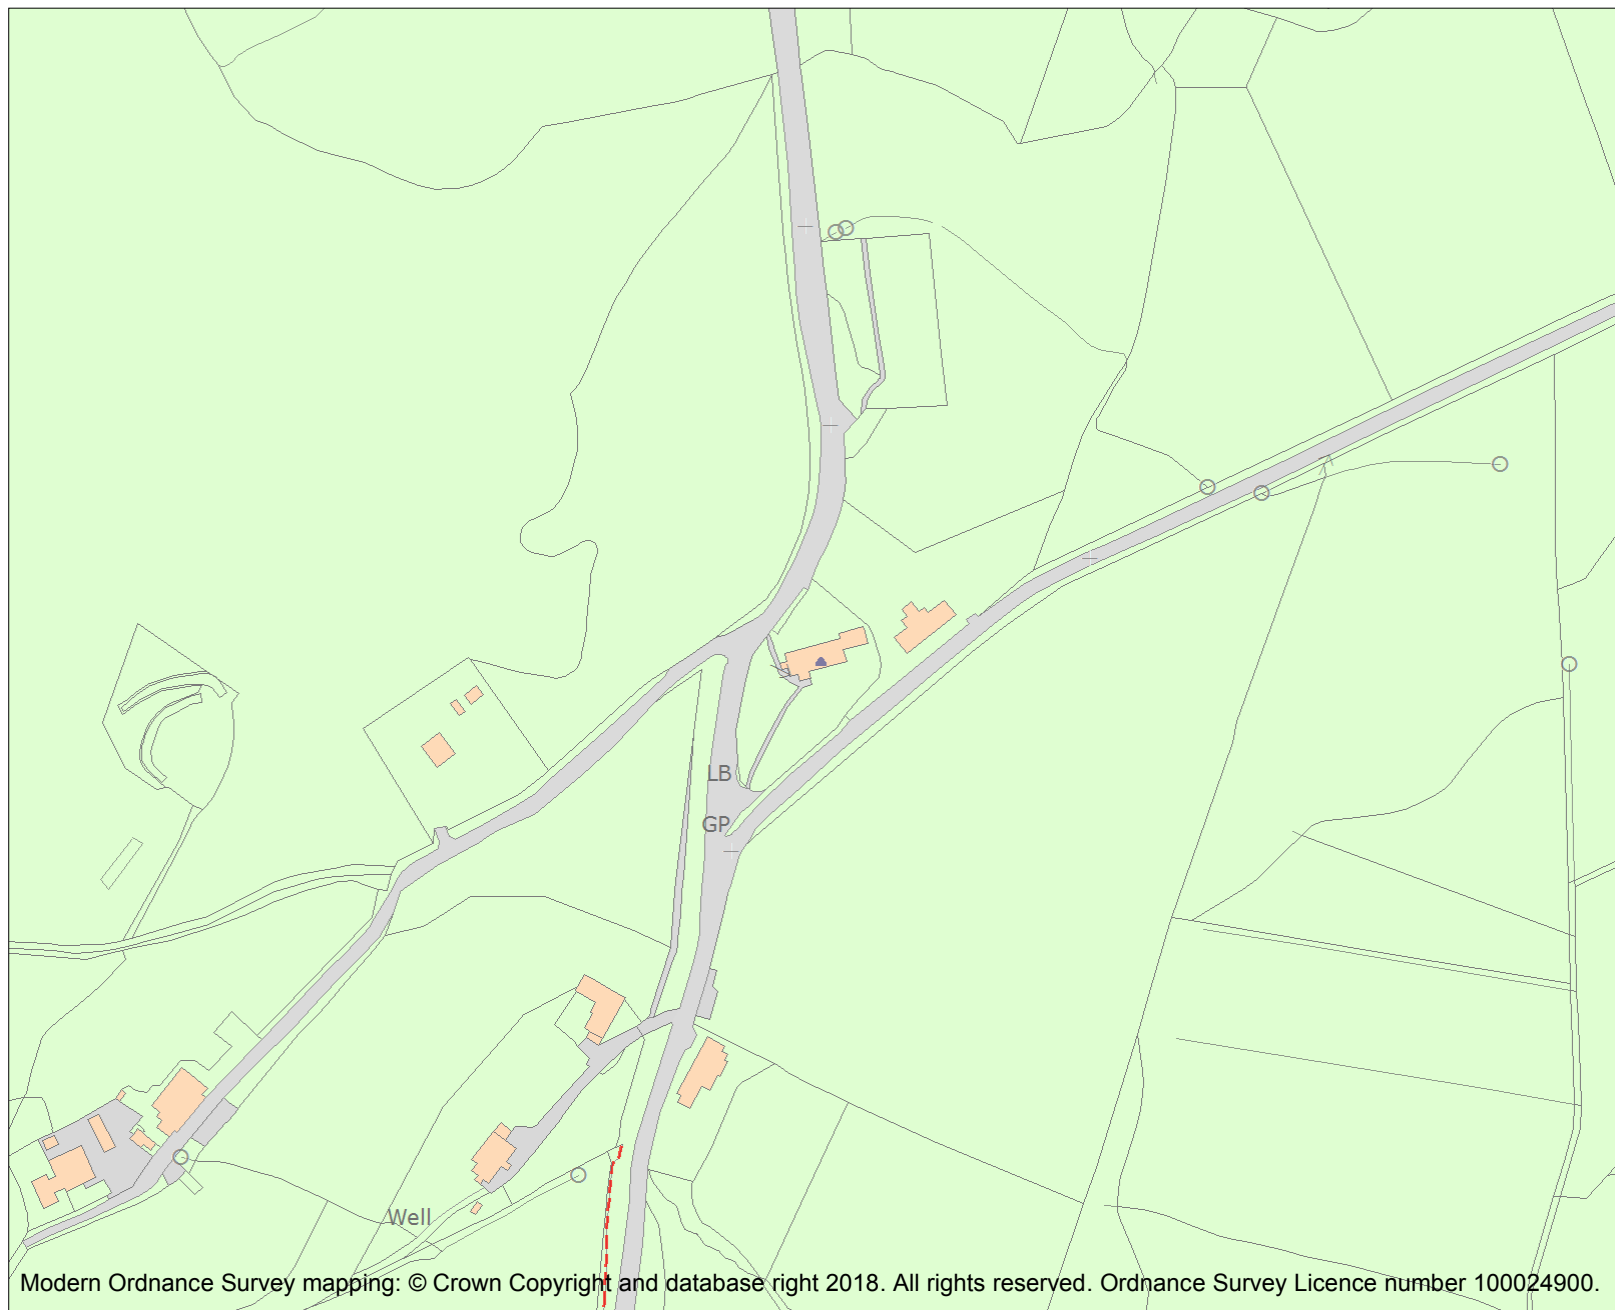 LB
GP
Well
Modern Ordnance Survey mapping: © Crown Copyright and database right 2018. All rights reserved. Ordnance Survey Licence number 100024900.